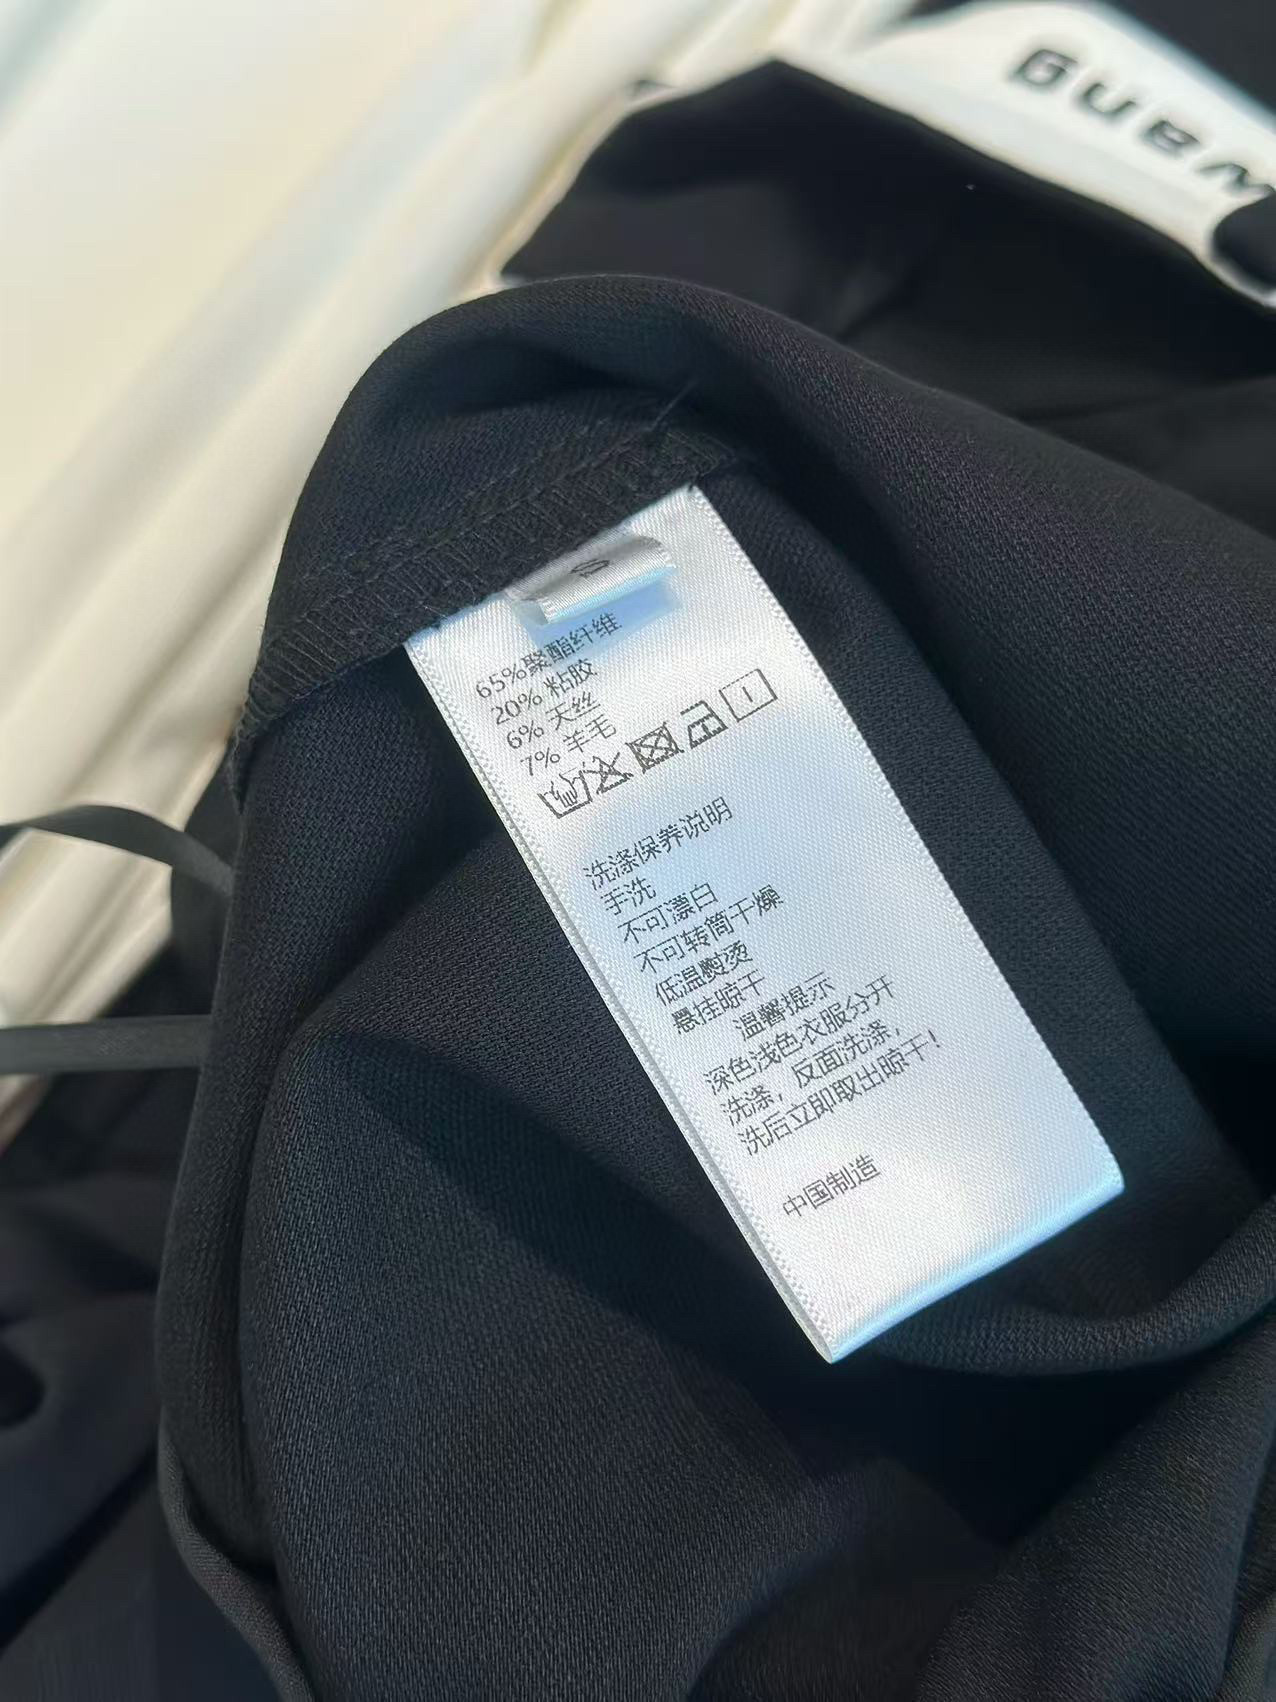 wang
S
65%聚酯纤维
20% 粘胶
6% 天丝
7% 羊毛
洗涤保养说明
手洗
不可漂白
不可转筒干燥
低温熨烫
悬挂晾干
温馨提示
深色浅色衣服分开
洗涤，反面洗涤，
洗后立即取出晾干！
中国制造